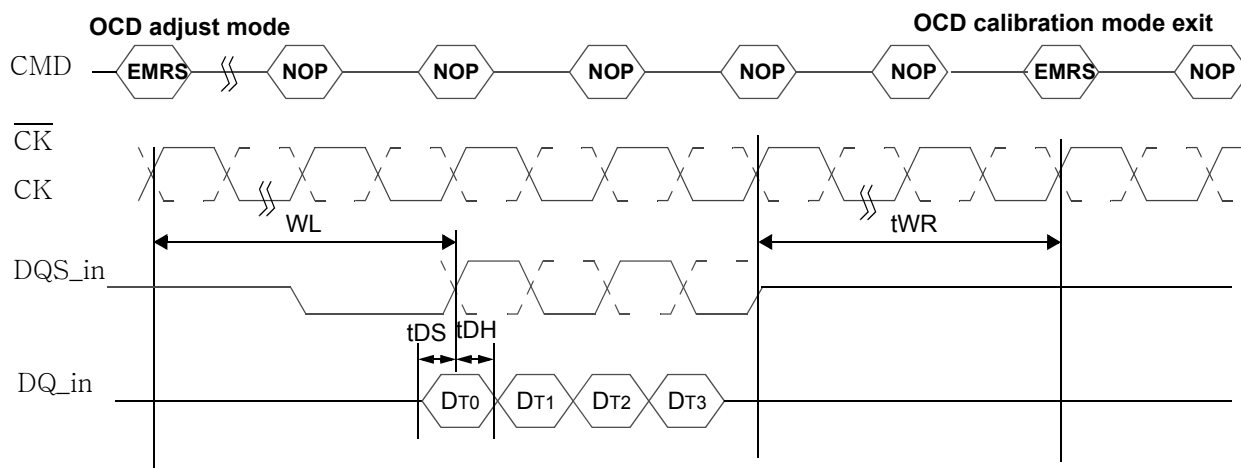 OCD adjust mode OCD calibration mode exit
CMD EMRS NOP NOP NOP NOP NOP EMRS NOP
CK
CK
WL tWR
DQS_in
tDS tDH
DQ_in DT0 DT1 DT2 DT3